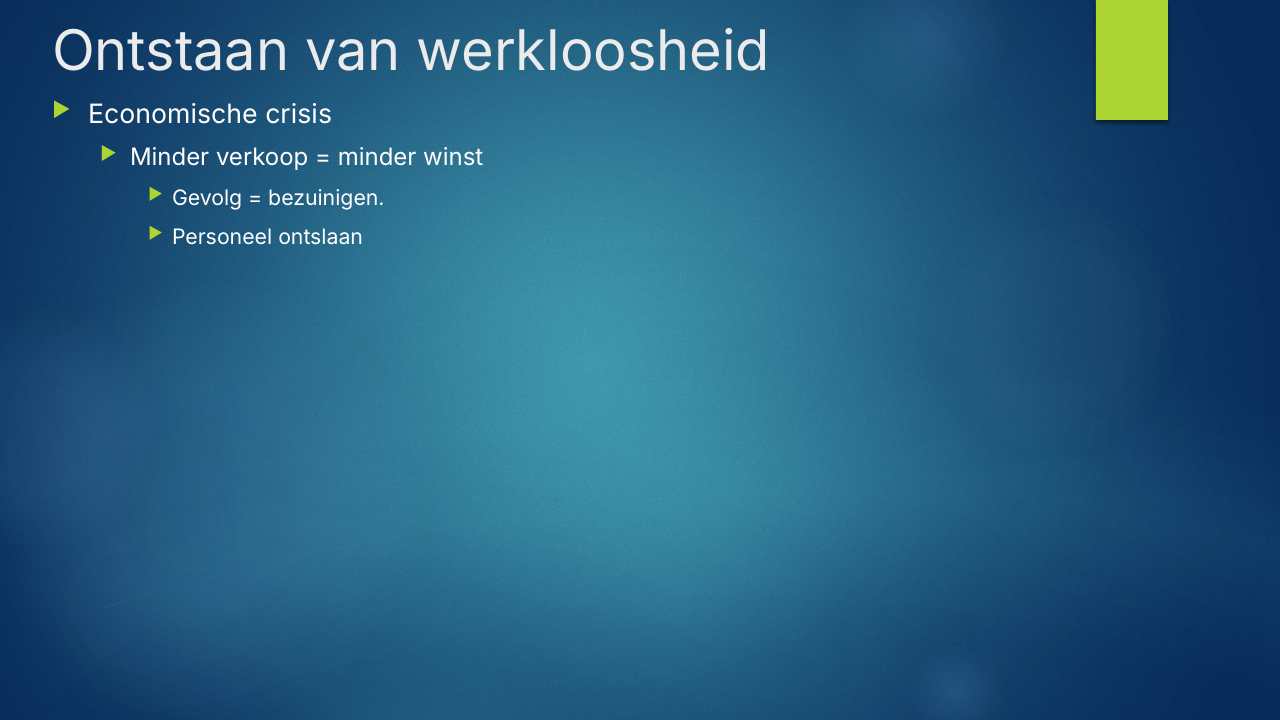 Ontstaan van werkloosheid
Economische crisis
Minder verkoop = minder winst
Gevolg = bezuinigen.
Personeel ontslaan